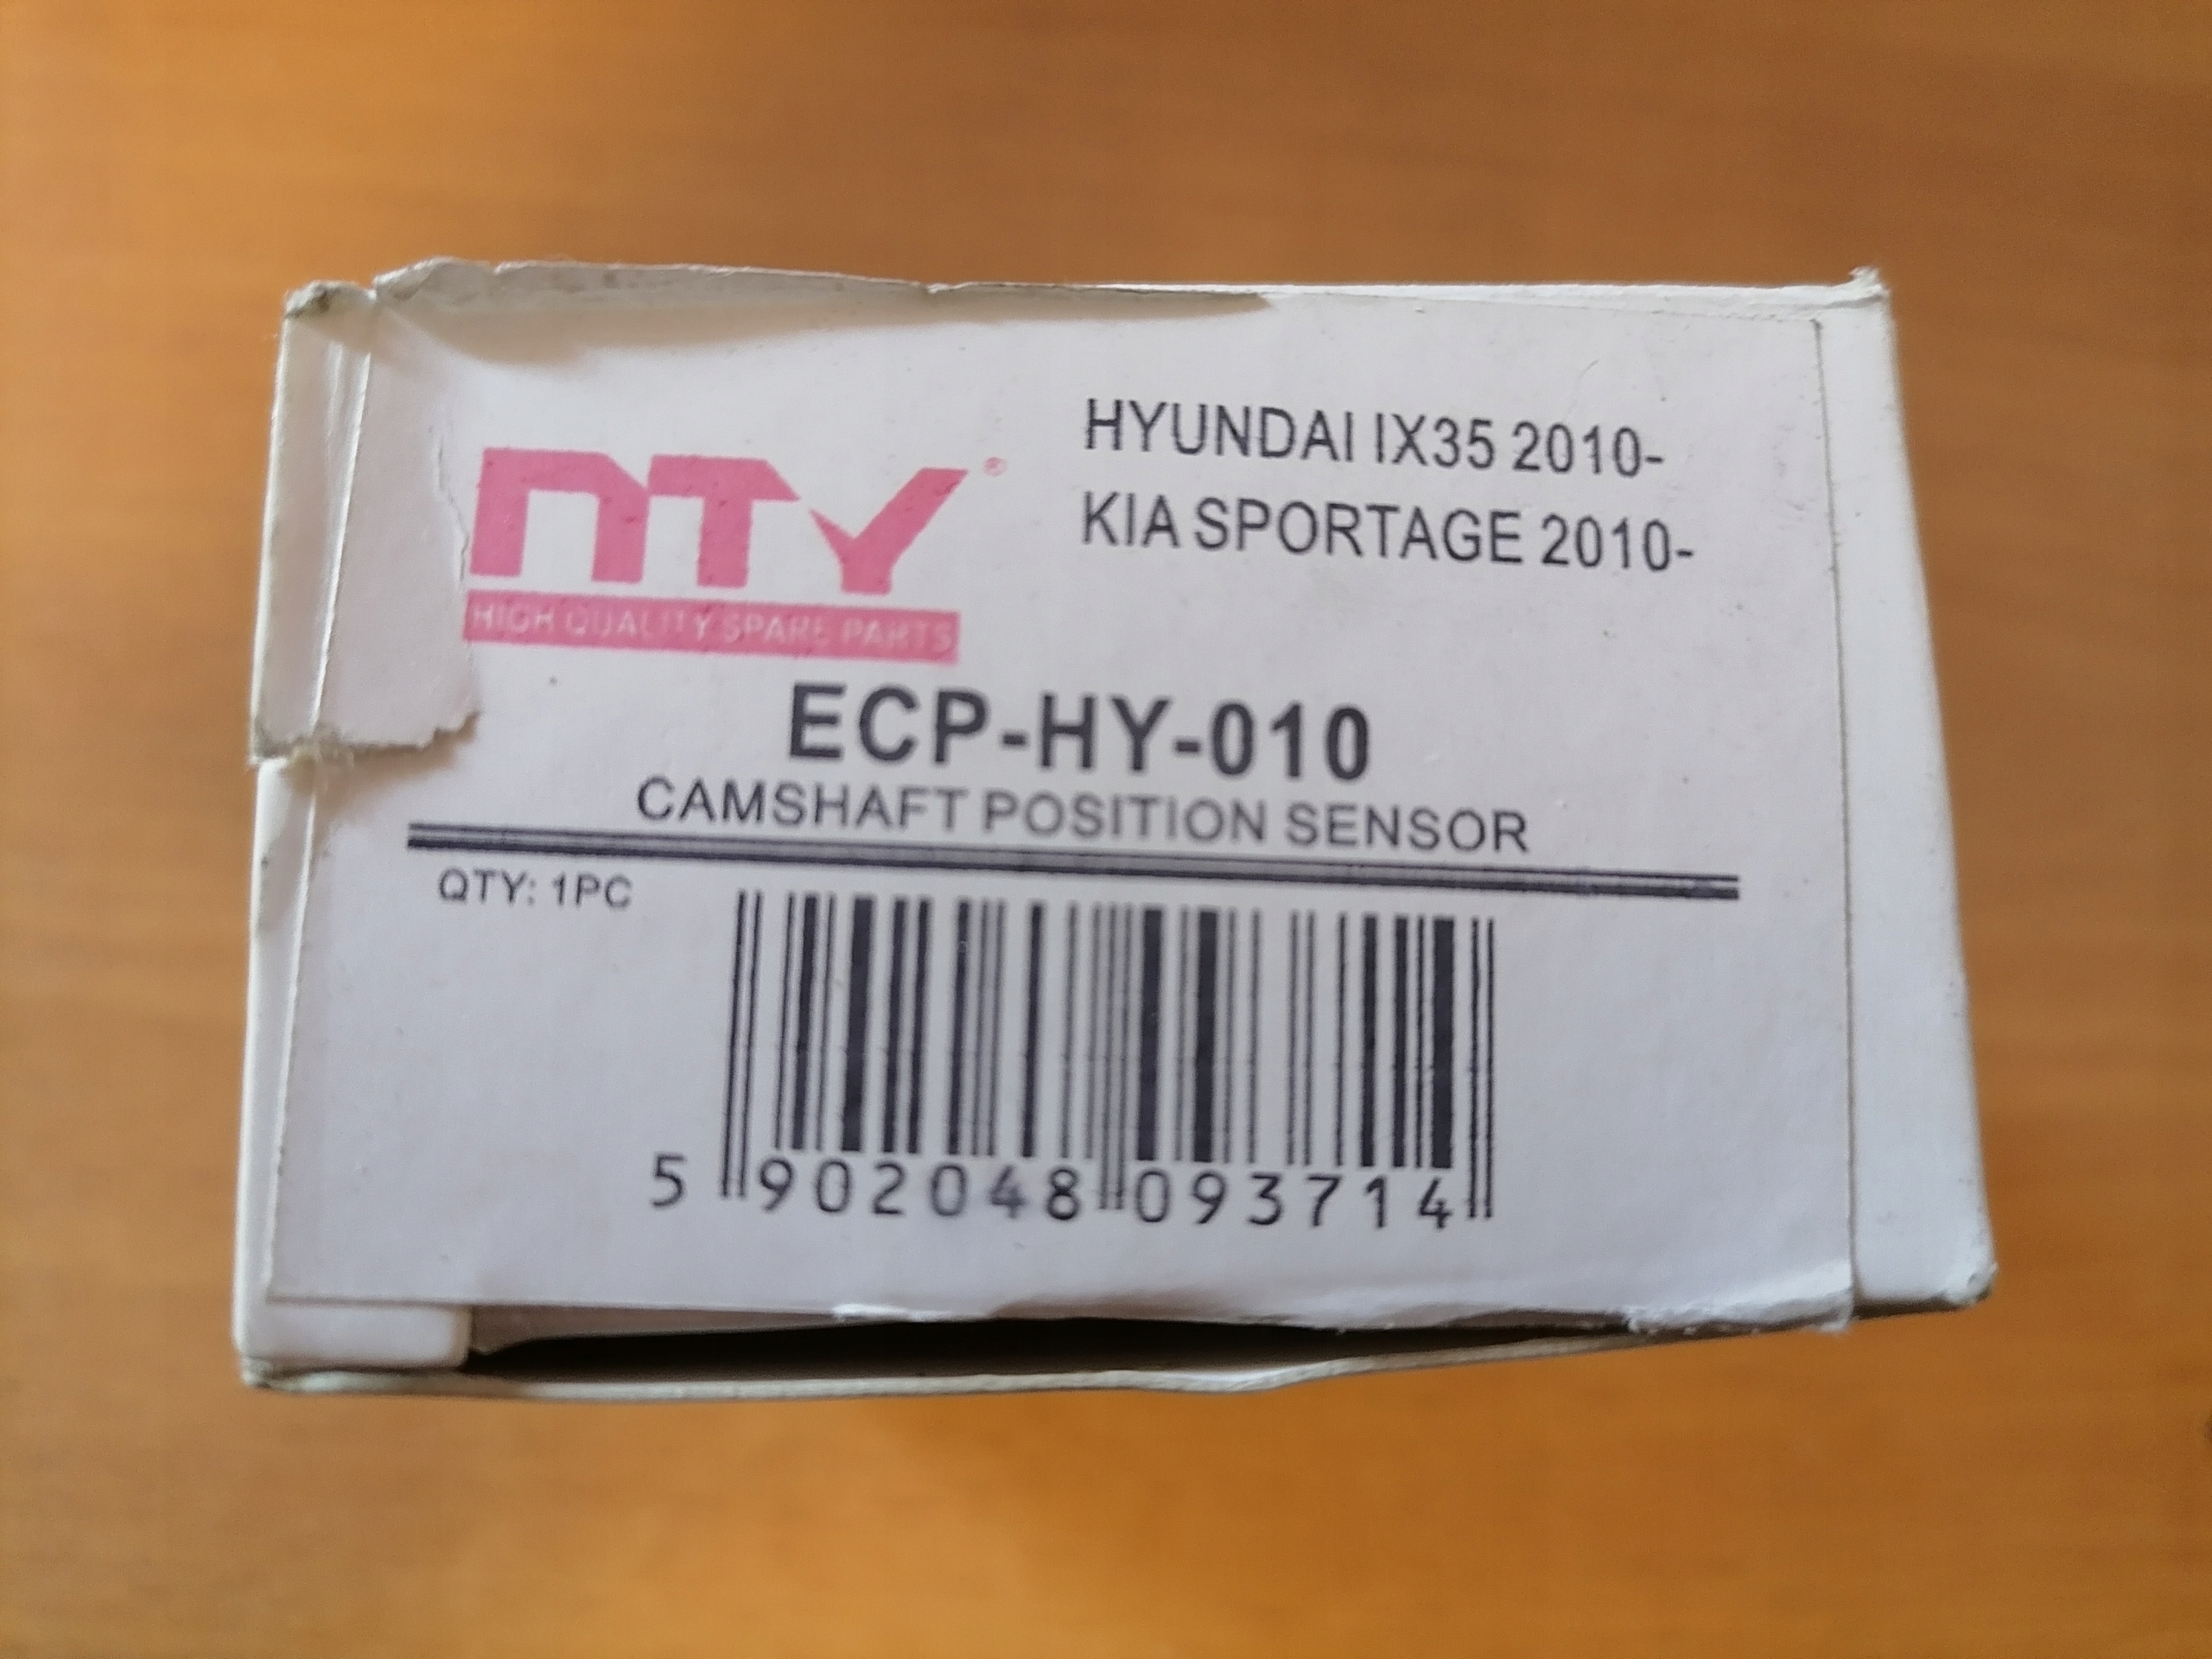 NTY®
HIGH QUALITY SPARE PARTS
HYUNDAI IX35 2010-
KIA SPORTAGE 2010-
ECP-HY-010
CAMSHAFT POSITION SENSOR
QTY: 1PC
5 902048 093714